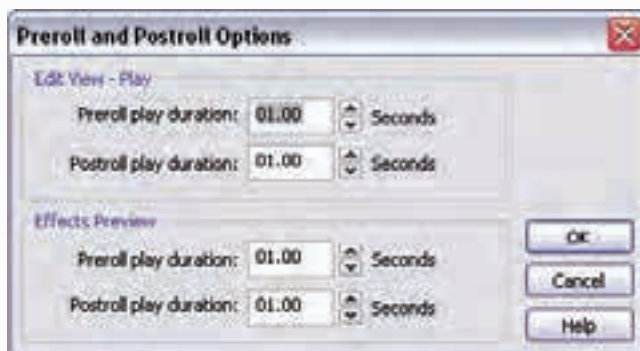 Preroll and Postroll Options
Edit View - Play
Preroll play duration: 01.00 Seconds
Postroll play duration: 01.00 Seconds
Effects Preview
Preroll play duration: 01.00 Seconds
Postroll play duration: 01.00 Seconds
OK
Cancel
Help